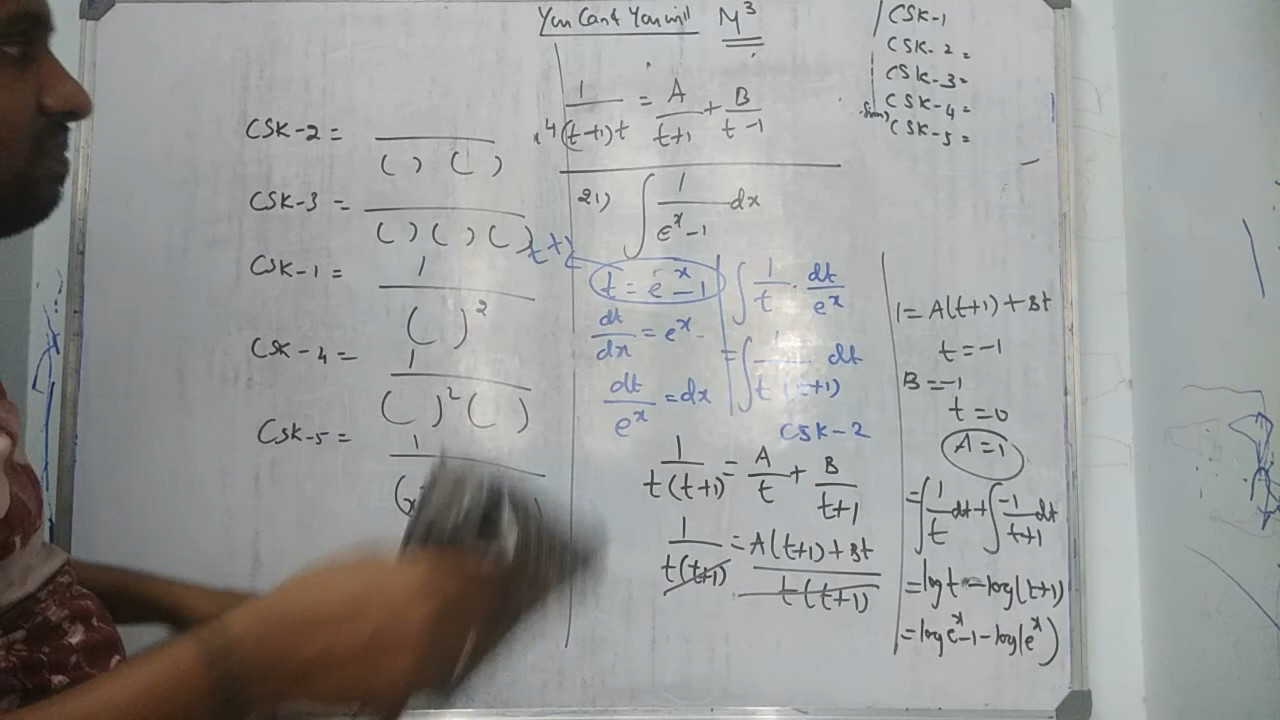 You Can & You will M³
CSK-1
CSK-2 =
CSK-3 =
CSK-4 =
CSK-5 =
CSK-2 = ―――
( ) ( )
CSK-3 = ―――
( ) ( ) ( )
CSK-1 = 1
( )²
CSK-4 = 1
( )² ( )
CSK-5 = 1
(x
1/(t+1)t = A/t+1 + B/t-1
21) ∫ 1/eˣ-1 dx
t = eˣ-1
dt/dx = eˣ
dt/eˣ = dx
∫ 1/t · dt/eˣ
= ∫ 1/t (t+1) dt
CSK-2
1/t(t+1) = A/t + B/t+1
1/t(t+1) = A(t+1) + Bt/t(t+1)
1 = A(t+1) + Bt
t = -1
B = -1
t = 0
A = 1
= ∫ 1/t dt + ∫ -1/t+1 dt
= log t - log(t+1)
= log eˣ-1 - log(eˣ)